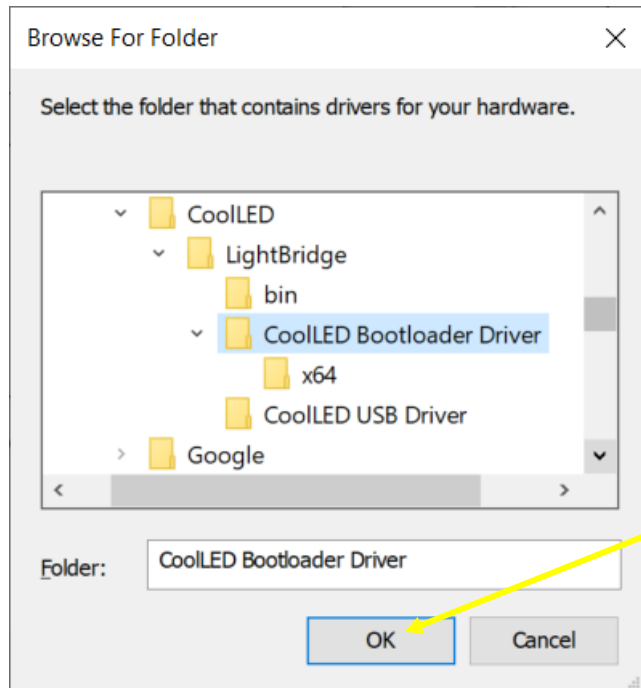 Browse For Folder
Select the folder that contains drivers for your hardware.
CoolLED
LightBridge
bin
CoolLED Bootloader Driver
x64
CoolLED USB Driver
Google
Folder: CoolLED Bootloader Driver
OK Cancel